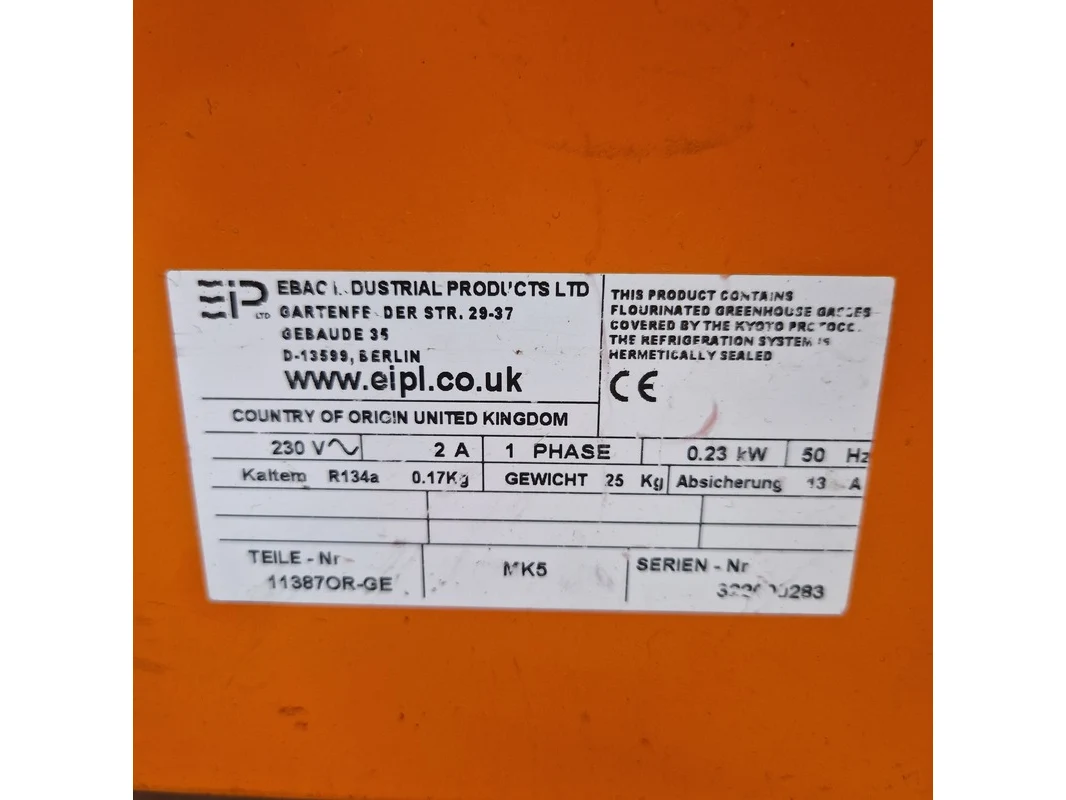 EIP LTD
EBAC INDUSTRIAL PRODUCTS LTD
GARTENFE DER STR. 29-37
GEBAUDE 35
D-13599, BERLIN
www.eipl.co.uk
THIS PRODUCT CONTAINS
FLOURINATED GREENHOUSE GASSES
COVERED BY THE KYOTO PROTOCOL
THE REFRIGERATION SYSTEM IS
HERMETICALLY SEALED
CE
COUNTRY OF ORIGIN UNITED KINGDOM
230 V 2 A 1 PHASE 0.23 kW 50 Hz
Kaltem R134a 0.17Kg GEWICHT 25 Kg Absicherung 13 A
TEILE - Nr MK5 SERIEN - Nr
11387OR-GE